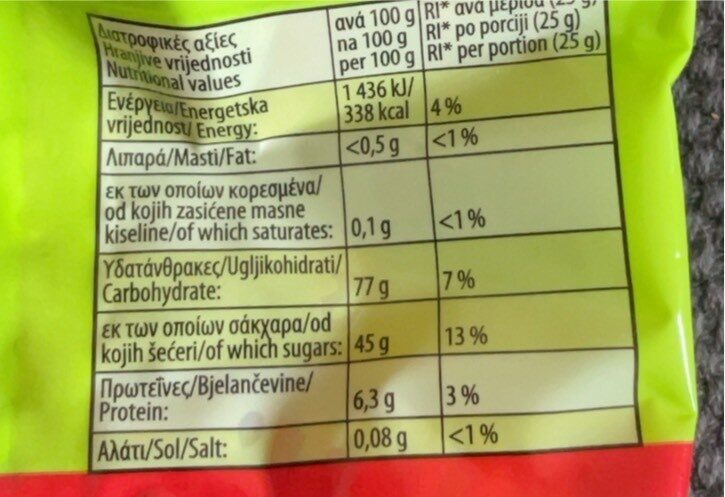 Διατροφικές αξίες
Hranjive vrijednosti
Nutritional values
ανά 100 g
na 100 g
per 100 g
RI* ανά μερίδα (25 g)
RI* po porciji (25 g)
RI* per portion (25 g)
Ενέργεια/Energetska
vrijednost/ Energy:
1 436 kJ/
338 kcal
4 %
Λιπαρά/Masti/Fat:
<0,5 g
<1 %
εκ των οποίων κορεσμένα/
od kojih zasićene masne
kiseline/of which saturates:
0,1 g
<1 %
Υδατάνθρακες/Ugljikohidrati/
Carbohydrate:
77 g
7 %
εκ των οποίων σάκχαρα/od
kojih šećeri/of which sugars:
45 g
13 %
Πρωτεΐνες/Bjelančevine/
Protein:
6,3 g
3 %
Αλάτι/Sol/Salt:
0,08 g
<1 %